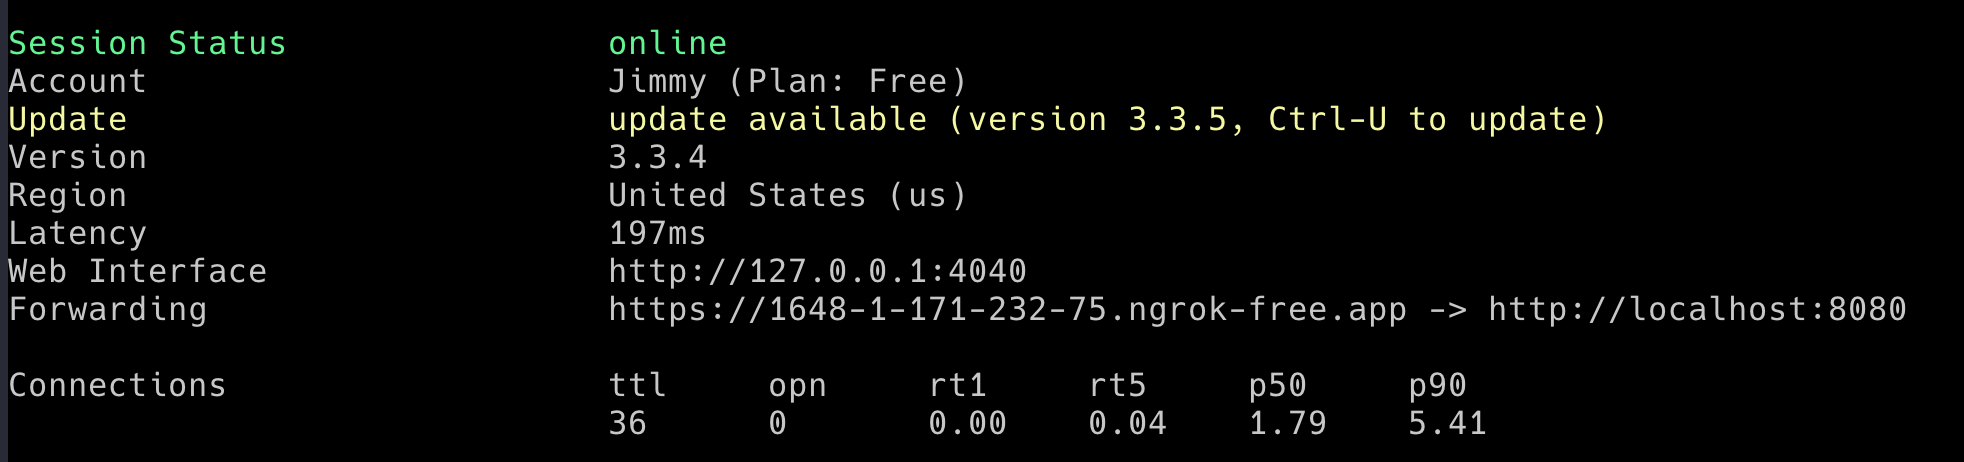 Session Status                online
Account                       Jimmy (Plan: Free)
Update                        update available (version 3.3.5, Ctrl-U to update)
Version                       3.3.4
Region                        United States (us)
Latency                       197ms
Web Interface                 http://127.0.0.1:4040
Forwarding                    https://1648-1-171-232-75.ngrok-free.app -> http://localhost:8080

Connections                   ttl     opn     rt1     rt5     p50     p90
                              36      0       0.00    0.04    1.79    5.41